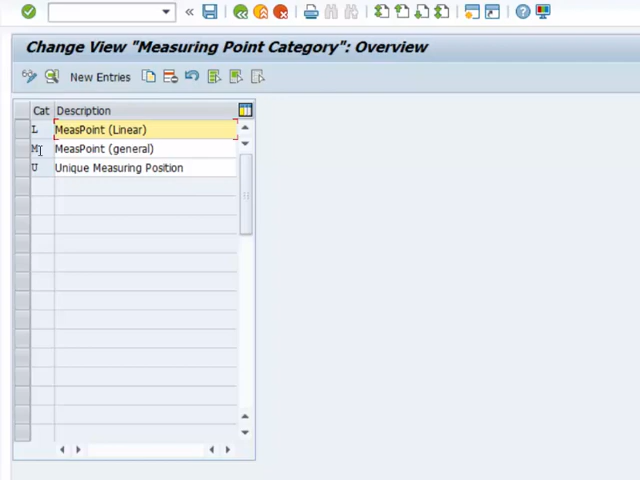 Change View "Measuring Point Category": Overview
New Entries
Cat Description
L MeasPoint (Linear)
M MeasPoint (general)
U Unique Measuring Position